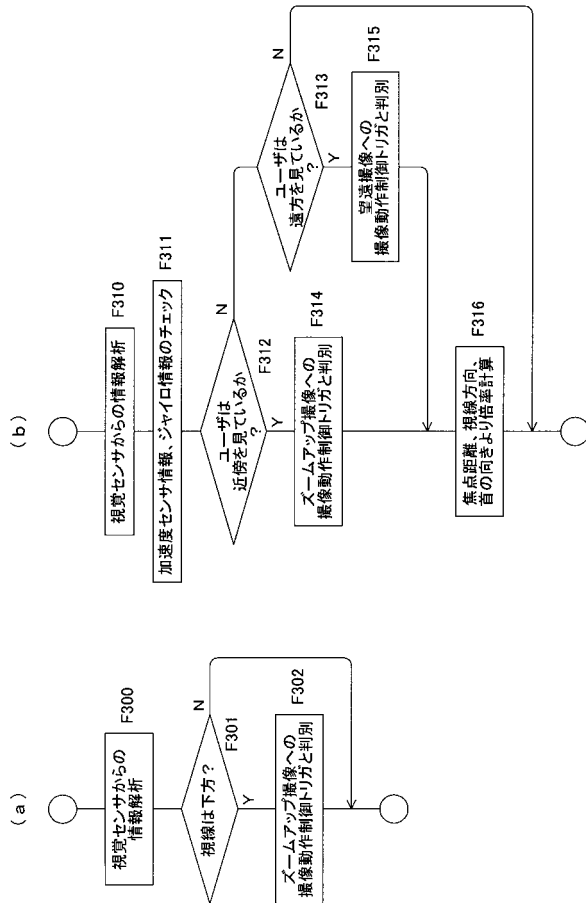 (a)
視覚センサからの
情報解析
F300
視線は下方?
F301
N
Y
ズームアップ撮像への
撮像動作制御トリガと判別
F302
(b)
視覚センサからの情報解析
F310
加速度センサ情報、ジャイロ情報のチェック
F311
ユーザは
近傍を見ているか
?
F312
N
Y
ユーザは
遠方を見ているか
?
F313
N
Y
ズームアップ撮像への
撮像動作制御トリガと判別
F314
望遠撮像への
撮像動作制御トリガと判別
F315
焦点距離、視線方向、
首の向きより倍率計算
F316